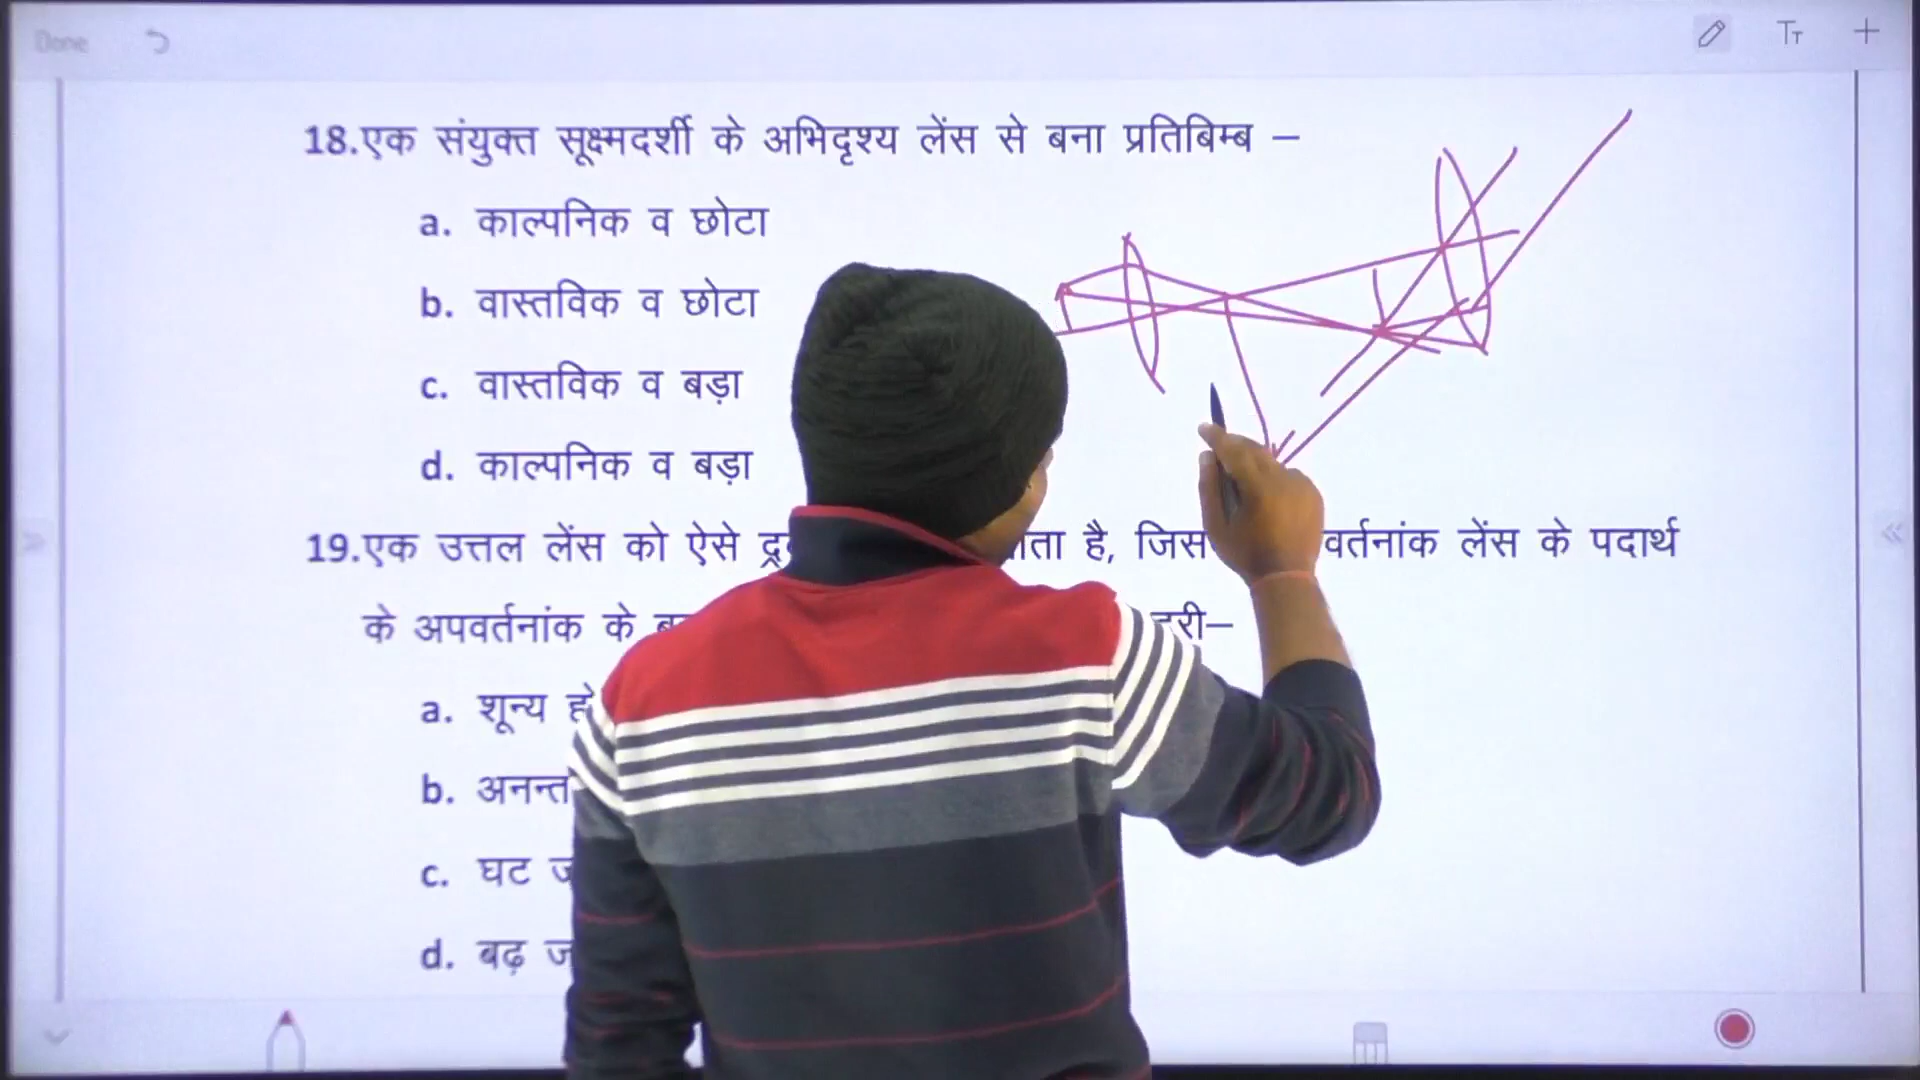 Done
18.एक संयुक्त सूक्ष्मदर्शी के अभिदृश्य लेंस से बना प्रतिबिम्ब –
a. काल्पनिक व छोटा
b. वास्तविक व छोटा
c. वास्तविक व बड़ा
d. काल्पनिक व बड़ा
19.एक उत्तल लेंस को ऐसे है, जिस वर्तनांक लेंस के पदार्थ
के अपवर्तनांक के
a. शून्य
b. अनन्त
c. घट
d. बढ़